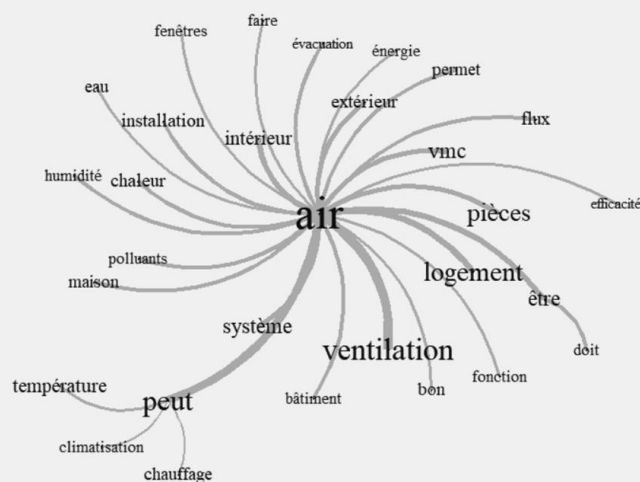 faire
fenêtres
évacuation
énergie
permet
eau
extérieur
installation
flux
intérieur
vmc
humidité
chaleur
efficacité
air
pièces
polluants
logement
maison
être
système
ventilation
doit
fonction
température
bon
peut
bâtiment
climatisation
chauffage